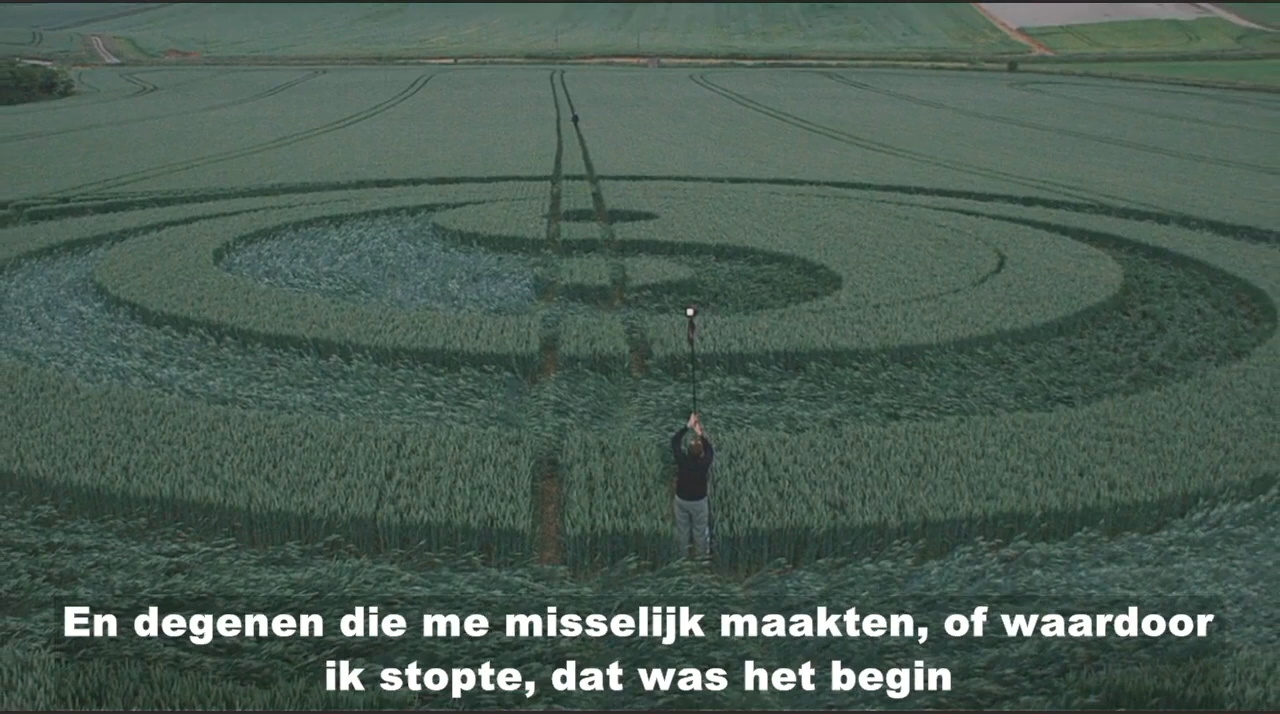 En degenen die me misselijk maakten, of waardoor
ik stopte, dat was het begin